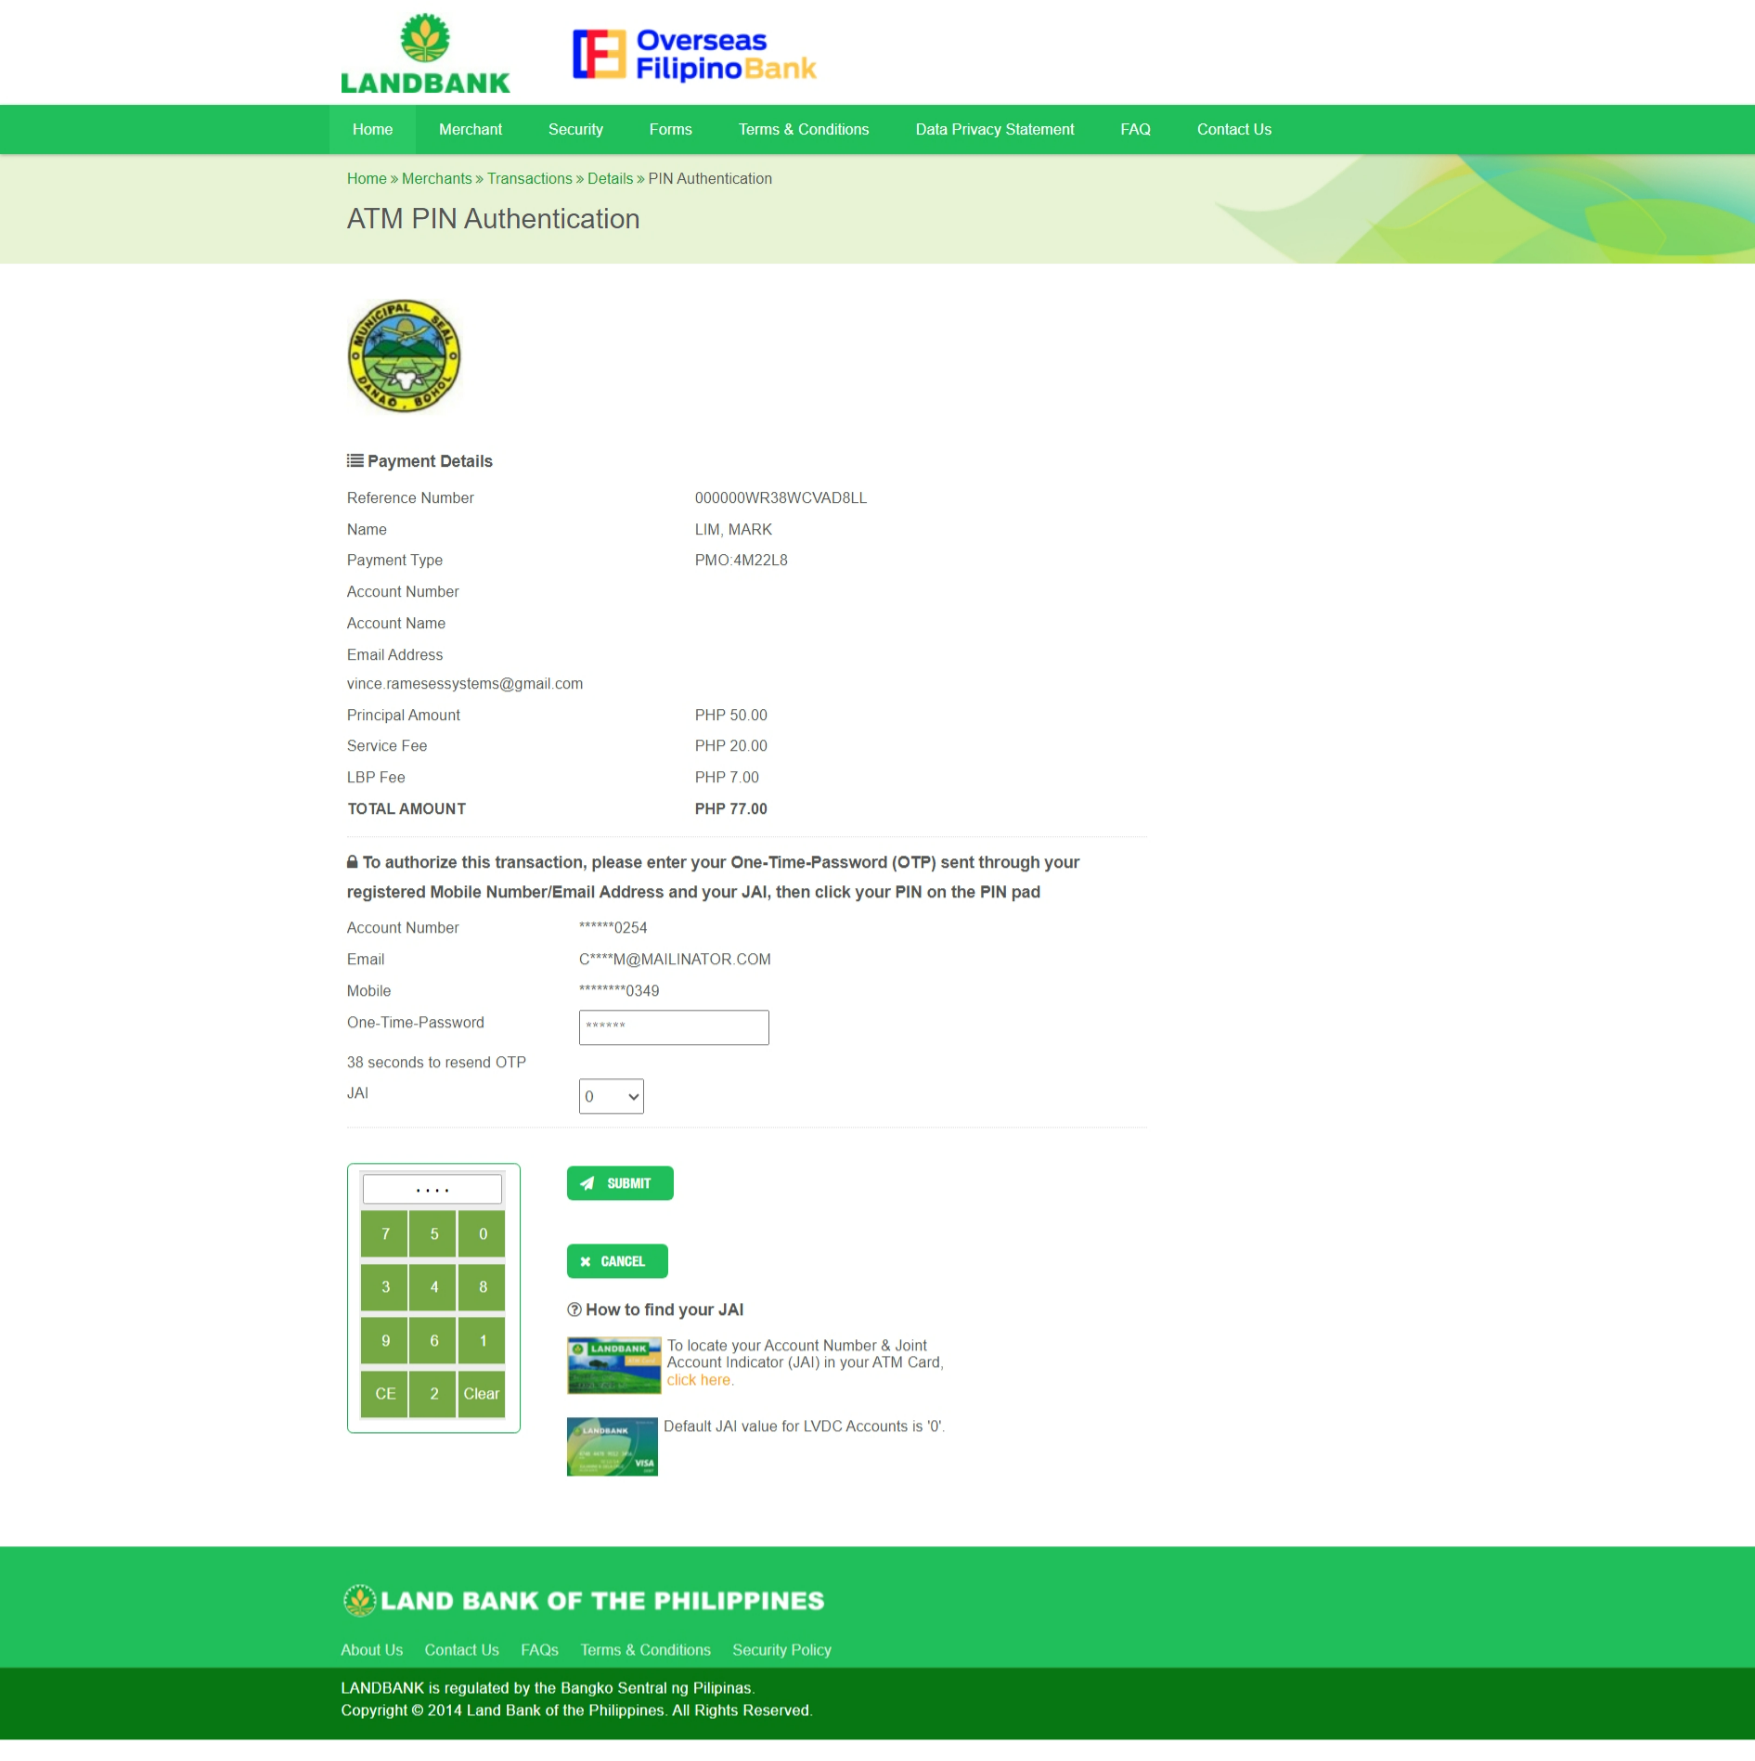 LANDBANK
Overseas
FilipinoBank
Home Merchant Security Forms Terms & Conditions Data Privacy Statement FAQ Contact Us
Home » Merchants » Transactions » Details » PIN Authentication
ATM PIN Authentication
MUNICIPAL SEAL
DANAO, BOHOL
Payment Details
Reference Number 000000WR38WCVAD8LL
Name LIM, MARK
Payment Type PMO:4M22L8
Account Number
Account Name
Email Address
vince.ramesessystems@gmail.com
Principal Amount PHP 50.00
Service Fee PHP 20.00
LBP Fee PHP 7.00
TOTAL AMOUNT PHP 77.00
To authorize this transaction, please enter your One-Time-Password (OTP) sent through your
registered Mobile Number/Email Address and your JAI, then click your PIN on the PIN pad
Account Number ******0254
Email C****M@MAILINATOR.COM
Mobile ********0349
One-Time-Password ******
38 seconds to resend OTP
JAI 0
....
7 5 0
3 4 8
9 6 1
CE 2 Clear
SUBMIT
CANCEL
How to find your JAI
LANDBANK
To locate your Account Number & Joint
Account Indicator (JAI) in your ATM Card,
click here.
LANDBANK
VISA
Default JAI value for LVDC Accounts is '0'.
LAND BANK OF THE PHILIPPINES
About Us Contact Us FAQs Terms & Conditions Security Policy
LANDBANK is regulated by the Bangko Sentral ng Pilipinas.
Copyright © 2014 Land Bank of the Philippines. All Rights Reserved.